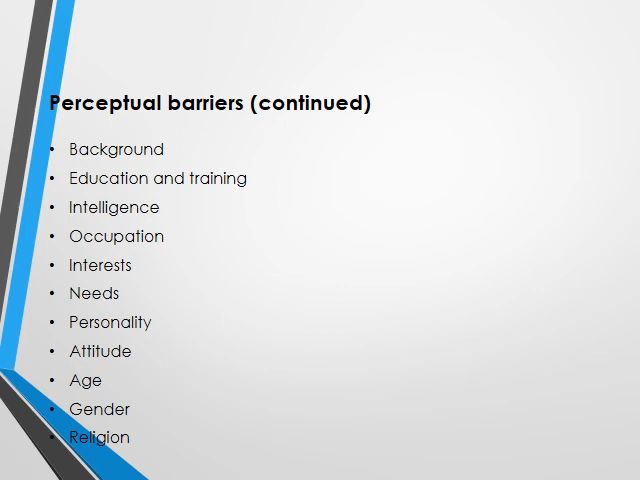 Perceptual barriers (continued)
• Background
• Education and training
• Intelligence
• Occupation
• Interests
• Needs
• Personality
• Attitude
• Age
• Gender
• Religion